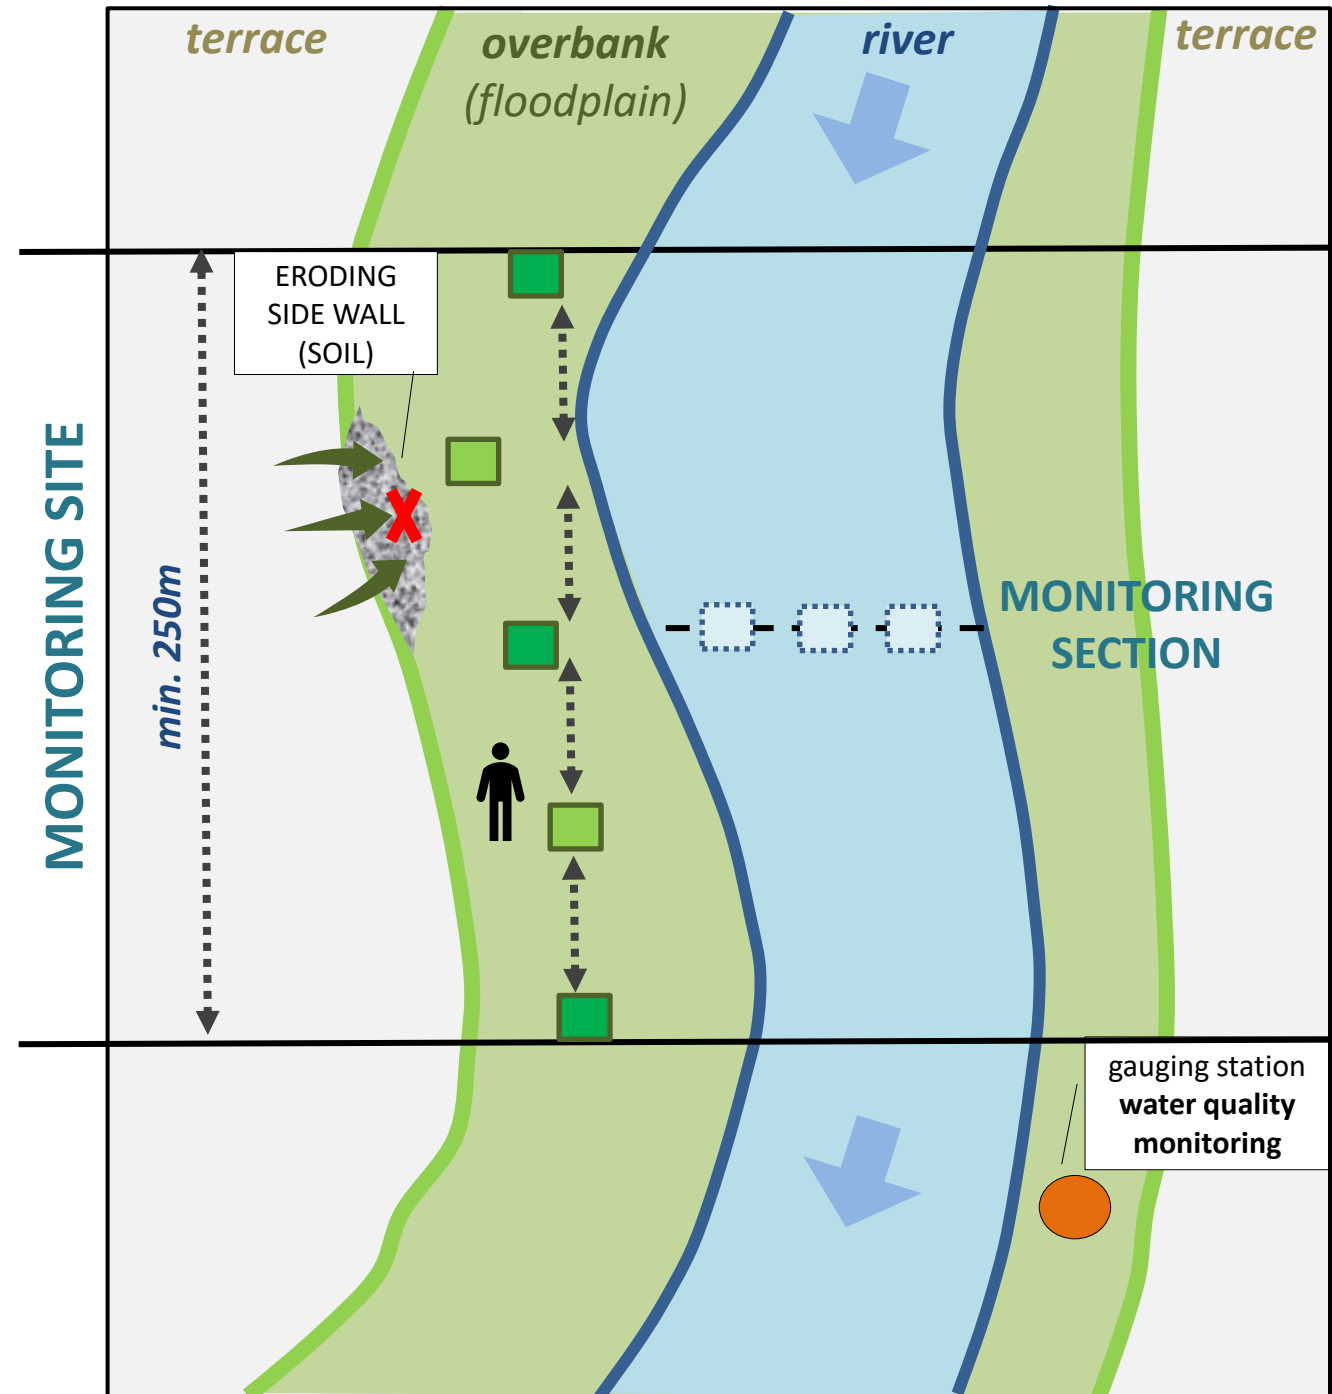 terrace
overbank
(floodplain)
river
terrace
ERODING
SIDE WALL
(SOIL)
MONITORING SITE
min. 250m
MONITORING
SECTION
gauging station
water quality
monitoring